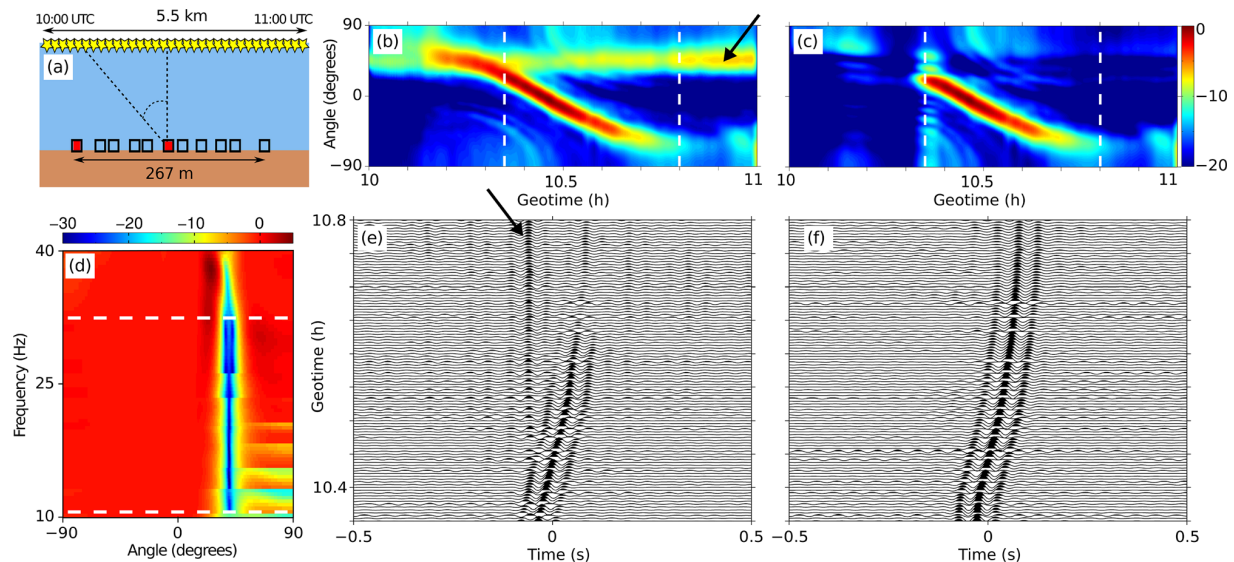 10:00 UTC 5.5 km 11:00 UTC
(a)
267 m
90
0
−90
Angle (degrees)
(b)
10 10.5 11
Geotime (h)
(c)
10 10.5 11
Geotime (h)
0
−10
−20
−30 −20 −10 0
(d)
40
25
10
Frequency (Hz)
−90 0 90
Angle (degrees)
10.8
10.4
Geotime (h)
(e)
−0.5 0 0.5
Time (s)
(f)
−0.5 0 0.5
Time (s)